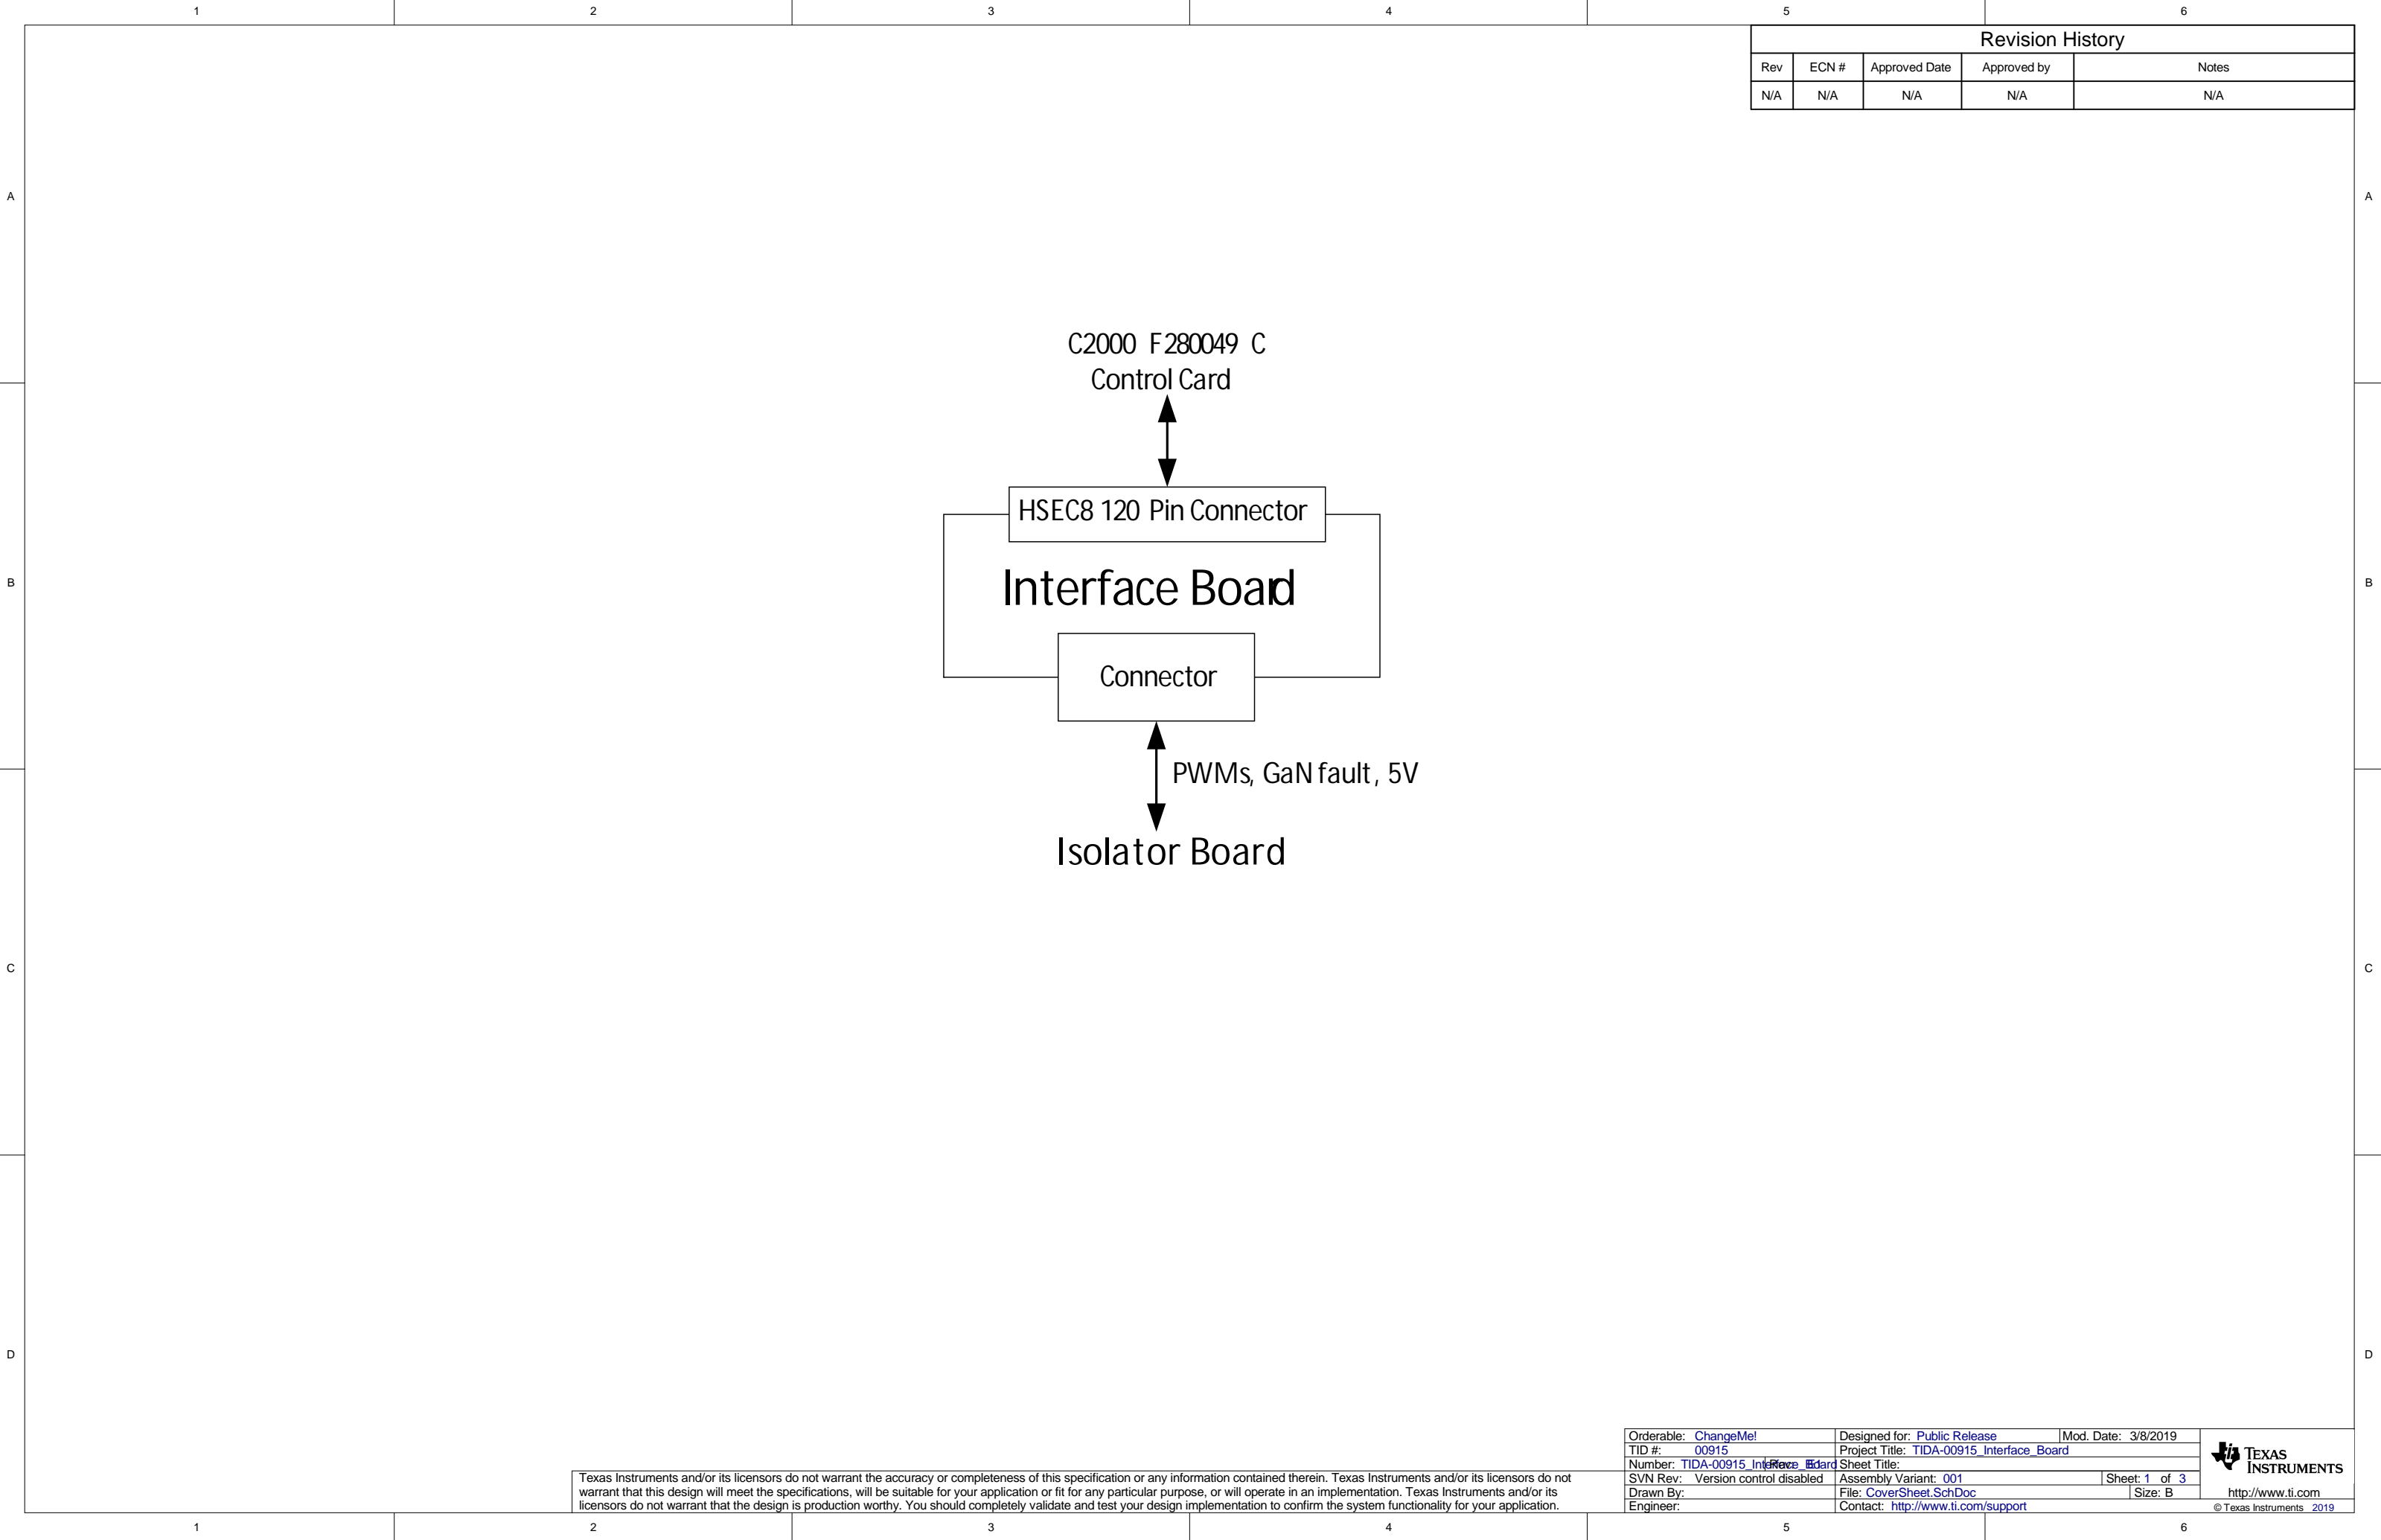 1 2 3 4 5 6
Revision History
Rev ECN # Approved Date Approved by Notes
N/A N/A N/A N/A N/A
A A
C2000 F280049 C
Control Card
HSEC8 120 Pin Connector
B B
Interface Board
Connector
PWMs, GaN fault, 5V
Isolator Board
C C
D D
Texas Instruments and/or its licensors do not warrant the accuracy or completeness of this specification or any information contained therein. Texas Instruments and/or its licensors do not
warrant that this design will meet the specifications, will be suitable for your application or fit for any particular purpose, or will operate in an implementation. Texas Instruments and/or its
licensors do not warrant that the design is production worthy. You should completely validate and test your design implementation to confirm the system functionality for your application.
Orderable: ChangeMe! Designed for: Public Release Mod. Date: 3/8/2019
TID #: 00915 Project Title: TIDA-00915_Interface_Board
Number: TIDA-00915_Interface_Board Rev: E1 Sheet Title:
SVN Rev: Version control disabled Assembly Variant: 001 Sheet: 1 of 3
Drawn By: File: CoverSheet.SchDoc Size: B
Engineer: Contact: http://www.ti.com/support
TEXAS
INSTRUMENTS
http://www.ti.com
© Texas Instruments 2019
1 2 3 4 5 6